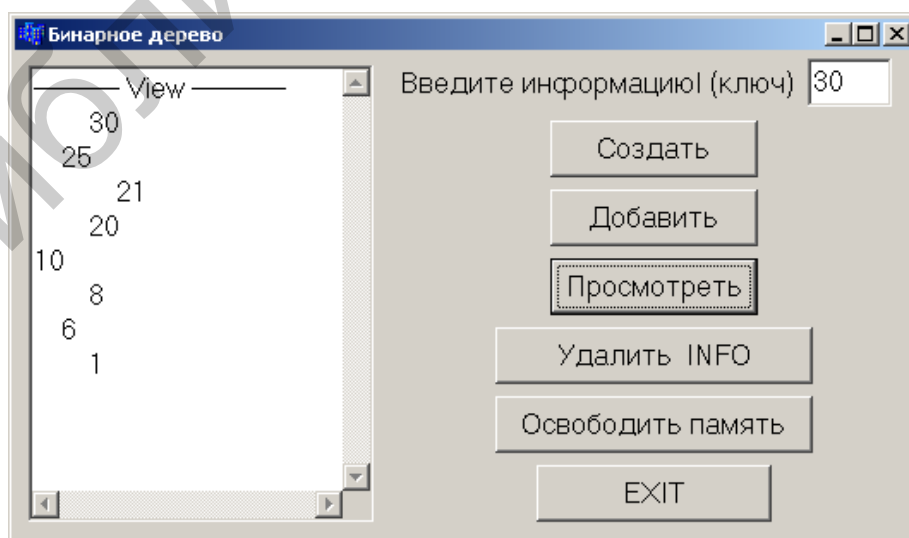 Бинарное дерево
View
30
25
21
20
10
8
6
1
Введите информациюI (ключ) 30
Создать
Добавить
Просмотреть
Удалить INFO
Освободить память
EXIT